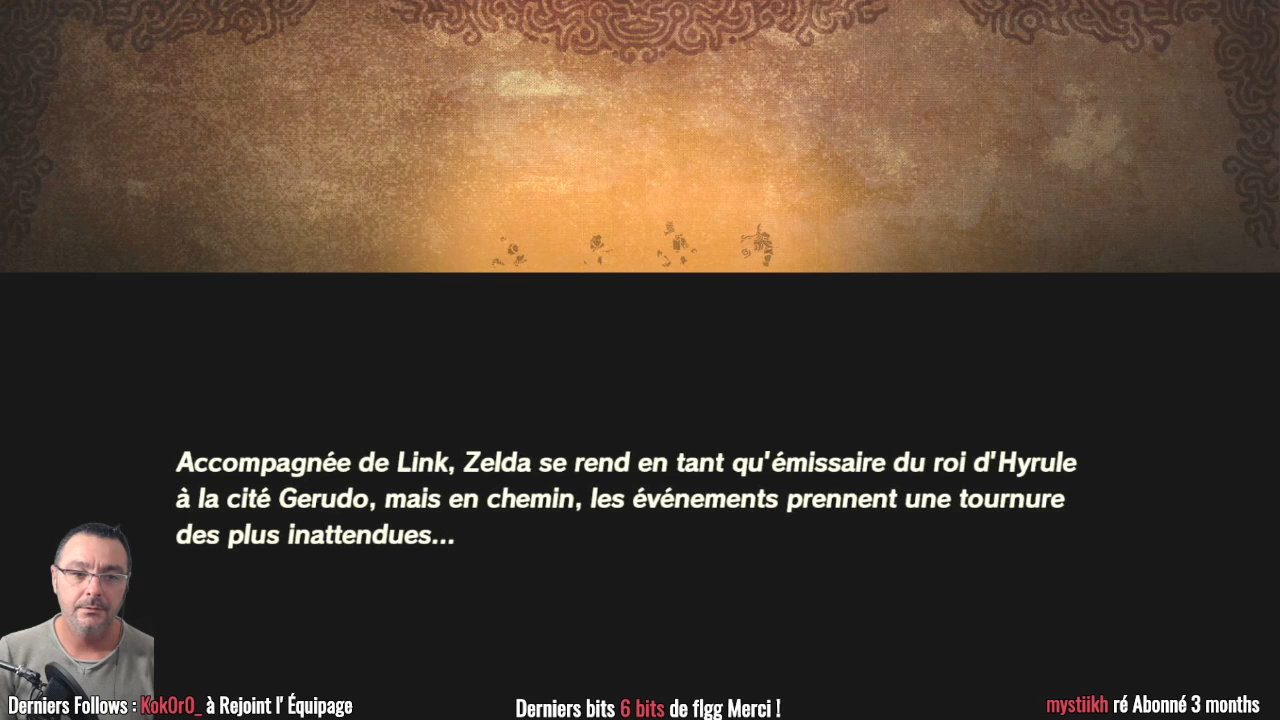 Accompagnée de Link, Zelda se rend en tant qu'émissaire du roi d'Hyrule
à la cité Gerudo, mais en chemin, les événements prennent une tournure
des plus inattendues...
Derniers Follows : KokOrO_ à Rejoint l' Équipage
Derniers bits 6 bits de flgg Merci !
mystiikh ré Abonné 3 months